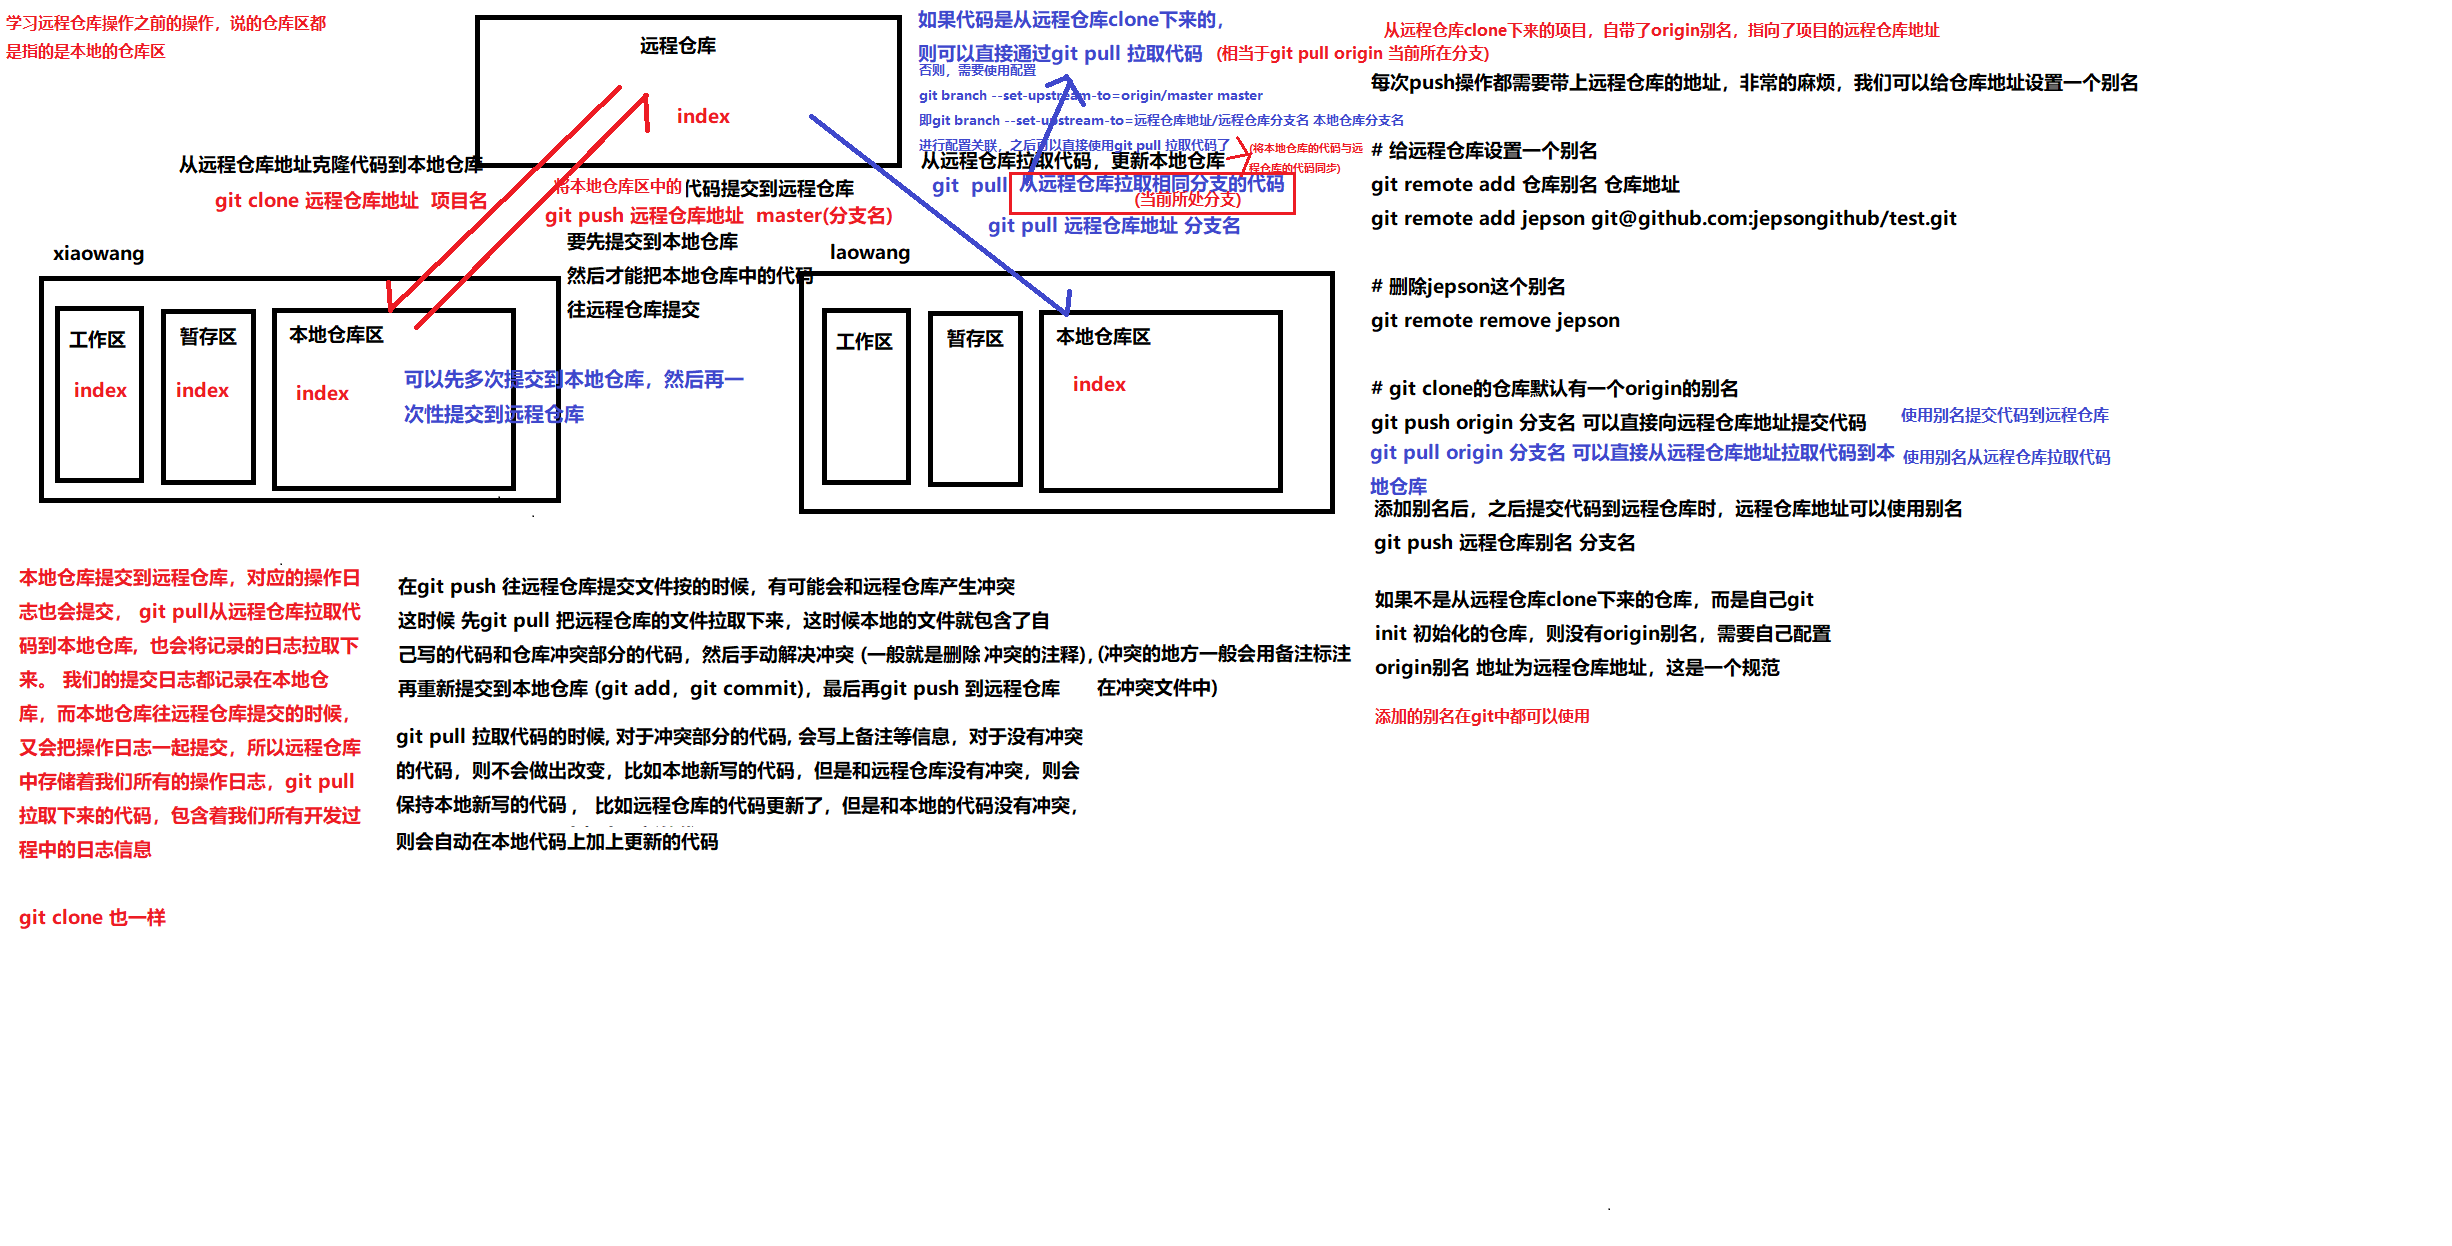 学习远程仓库操作之前的操作，说的仓库区都
是指的是本地的仓库区
远程仓库
index
从远程仓库地址克隆代码到本地仓库
git clone 远程仓库地址 项目名
将本地仓库区中的 代码提交到远程仓库
git push 远程仓库地址 master(分支名)
要先提交到本地仓库
然后才能把本地仓库中的代码
往远程仓库提交
如果代码是从远程仓库clone下来的，
则可以直接通过git pull 拉取代码 (相当于git pull origin 当前所在分支)
否则，需要使用配置
git branch --set-upstream-to=origin/master master
即git branch --set-upstream-to=远程仓库地址/远程仓库分支名 本地仓库分支名
进行配置关联，之后可以直接使用git pull 拉取代码了
从远程仓库拉取代码，更新本地仓库
(将本地仓库的代码与远
程仓库的代码同步)
git pull 从远程仓库拉取相同分支的代码
(当前所处分支)
git pull 远程仓库地址 分支名
xiaowang
工作区
index
暂存区
index
本地仓库区
index
可以先多次提交到本地仓库，然后再一
次性提交到远程仓库
laowang
工作区
暂存区
本地仓库区
index
从远程仓库clone下来的项目，自带了origin别名，指向了项目的远程仓库地址
每次push操作都需要带上远程仓库的地址，非常的麻烦，我们可以给仓库地址设置一个别名
# 给远程仓库设置一个别名
git remote add 仓库别名 仓库地址
git remote add jepson git@github.com:jepsongithub/test.git
# 删除jepson这个别名
git remote remove jepson
# git clone的仓库默认有一个origin的别名
git push origin 分支名 可以直接向远程仓库地址提交代码
使用别名提交代码到远程仓库
git pull origin 分支名 可以直接从远程仓库地址拉取代码到本
地仓库
使用别名从远程仓库拉取代码
添加别名后，之后提交代码到远程仓库时，远程仓库地址可以使用别名
git push 远程仓库别名 分支名
如果不是从远程仓库clone下来的仓库，而是自己git
init 初始化的仓库，则没有origin别名，需要自己配置
origin别名 地址为远程仓库地址，这是一个规范
添加的别名在git中都可以使用
本地仓库提交到远程仓库，对应的操作日
志也会提交， git pull从远程仓库拉取代
码到本地仓库，也会将记录的日志拉取下
来。 我们的提交日志都记录在本地仓
库，而本地仓库往远程仓库提交的时候，
又会把操作日志一起提交，所以远程仓库
中存储着我们所有的操作日志，git pull
拉取下来的代码，包含着我们所有开发过
程中的日志信息
git clone 也一样
在git push 往远程仓库提交文件按的时候，有可能会和远程仓库产生冲突
这时候 先git pull 把远程仓库的文件拉取下来，这时候本地的文件就包含了自
己写的代码和仓库冲突部分的代码，然后手动解决冲突 (一般就是删除 冲突的注释)，
再重新提交到本地仓库 (git add，git commit)，最后再git push 到远程仓库
(冲突的地方一般会用备注标注
在冲突文件中)
git pull 拉取代码的时候, 对于冲突部分的代码, 会写上备注等信息，对于没有冲突
的代码，则不会做出改变，比如本地新写的代码，但是和远程仓库没有冲突，则会
保持本地新写的代码 ， 比如远程仓库的代码更新了，但是和本地的代码没有冲突，
则会自动在本地代码上加上更新的代码